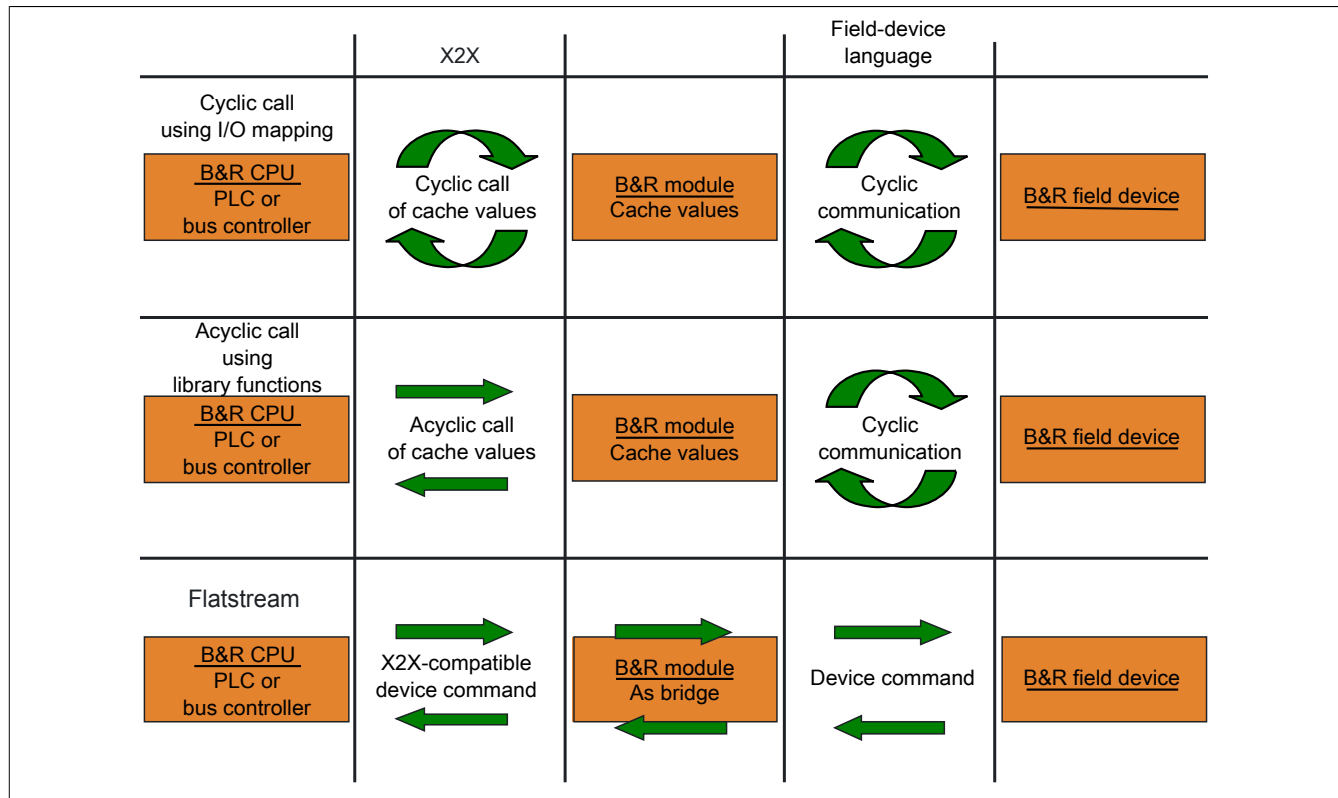 X2X
Field-device
language
Cyclic call
using I/O mapping
B&R CPU
PLC or
bus controller
Cyclic call
of cache values
B&R module
Cache values
Cyclic
communication
B&R field device
Acyclic call
using
library functions
B&R CPU
PLC or
bus controller
Acyclic call
of cache values
B&R module
Cache values
Cyclic
communication
B&R field device
Flatstream
B&R CPU
PLC or
bus controller
X2X-compatible
device command
B&R module
As bridge
Device command
B&R field device